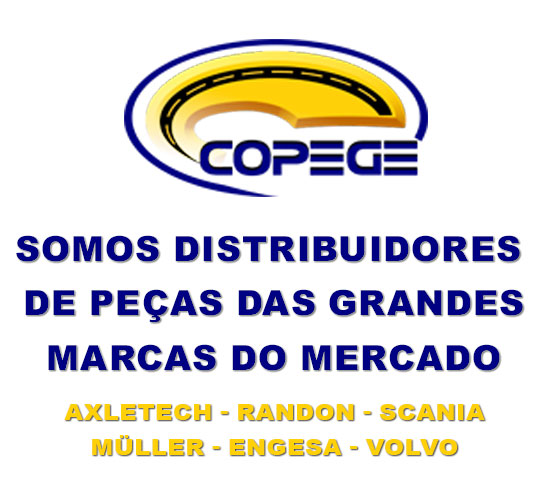 COPEGE
SOMOS DISTRIBUIDORES
DE PEÇAS DAS GRANDES
MARCAS DO MERCADO
AXLETECH - RANDON - SCANIA
MÜLLER - ENGESA - VOLVO